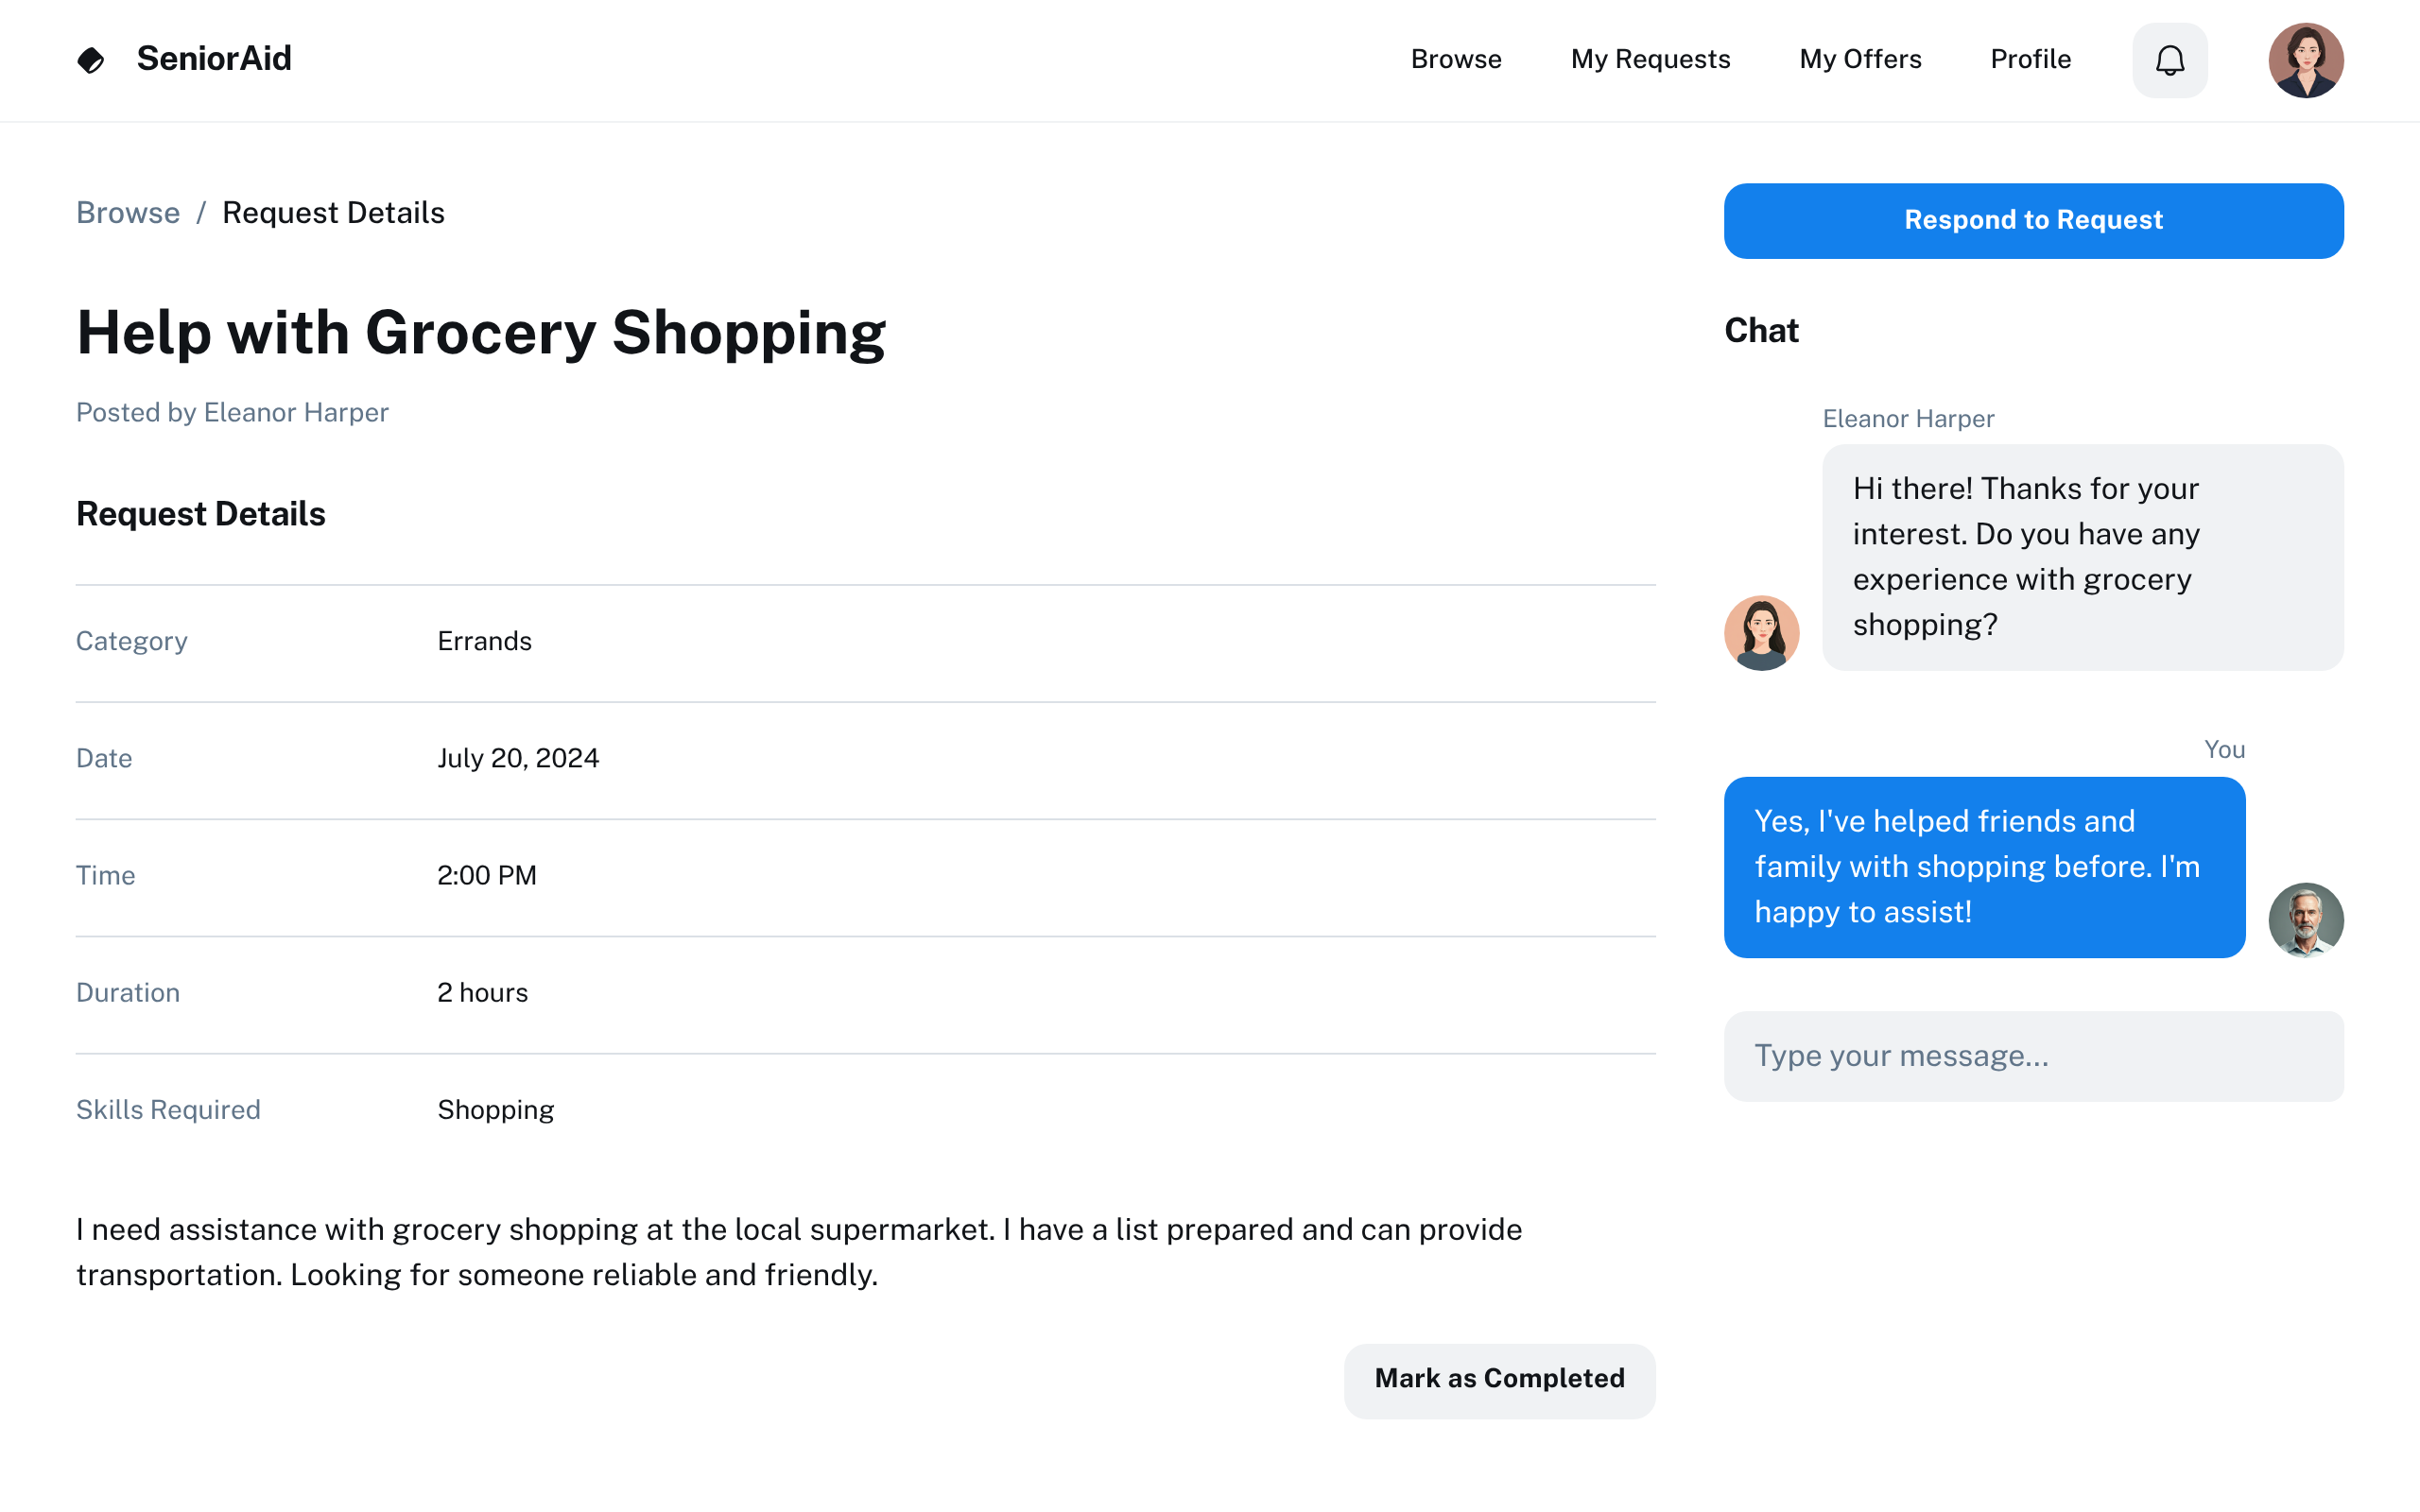 SeniorAid
Browse
My Requests
My Offers
Profile
Browse / Request Details
Help with Grocery Shopping
Posted by Eleanor Harper
Request Details
Category
Errands
Date
July 20, 2024
Time
2:00 PM
Duration
2 hours
Skills Required
Shopping
I need assistance with grocery shopping at the local supermarket. I have a list prepared and can provide
transportation. Looking for someone reliable and friendly.
Mark as Completed
Respond to Request
Chat
Eleanor Harper
Hi there! Thanks for your
interest. Do you have any
experience with grocery
shopping?
You
Yes, I've helped friends and
family with shopping before. I'm
happy to assist!
Type your message...